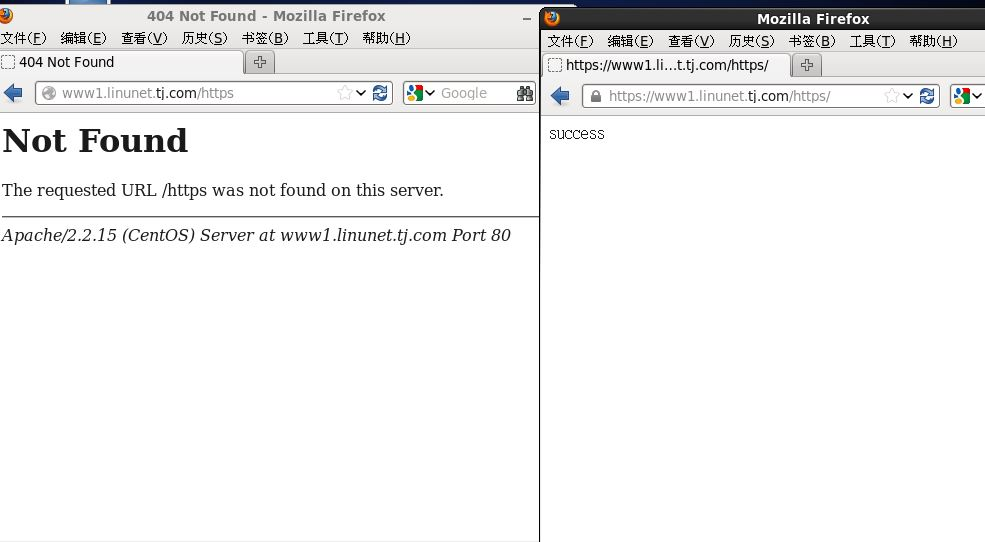 404 Not Found - Mozilla Firefox
文件(F) 编辑(E) 查看(V) 历史(S) 书签(B) 工具(T) 帮助(H)
404 Not Found
www1.linunet.tj.com/https
Google
Not Found
The requested URL /https was not found on this server.
Apache/2.2.15 (CentOS) Server at www1.linunet.tj.com Port 80
Mozilla Firefox
文件(F) 编辑(E) 查看(V) 历史(S) 书签(B) 工具(T) 帮助(H)
https://www1.li...t.tj.com/https/
https://www1.linunet.tj.com/https/
success